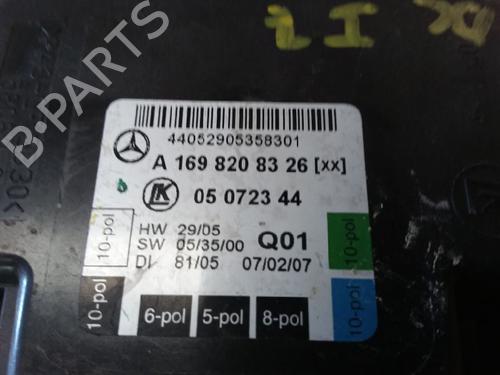 44052905358301
A 169 820 83 26 [xx]
LK 05 0723 44
HW 29/05
SW 05/35/00 Q01
DI 81/05 07/02/07
10-pol
10-pol
10-pol
10-pol
6-pol 5-pol 8-pol
B-PARTS